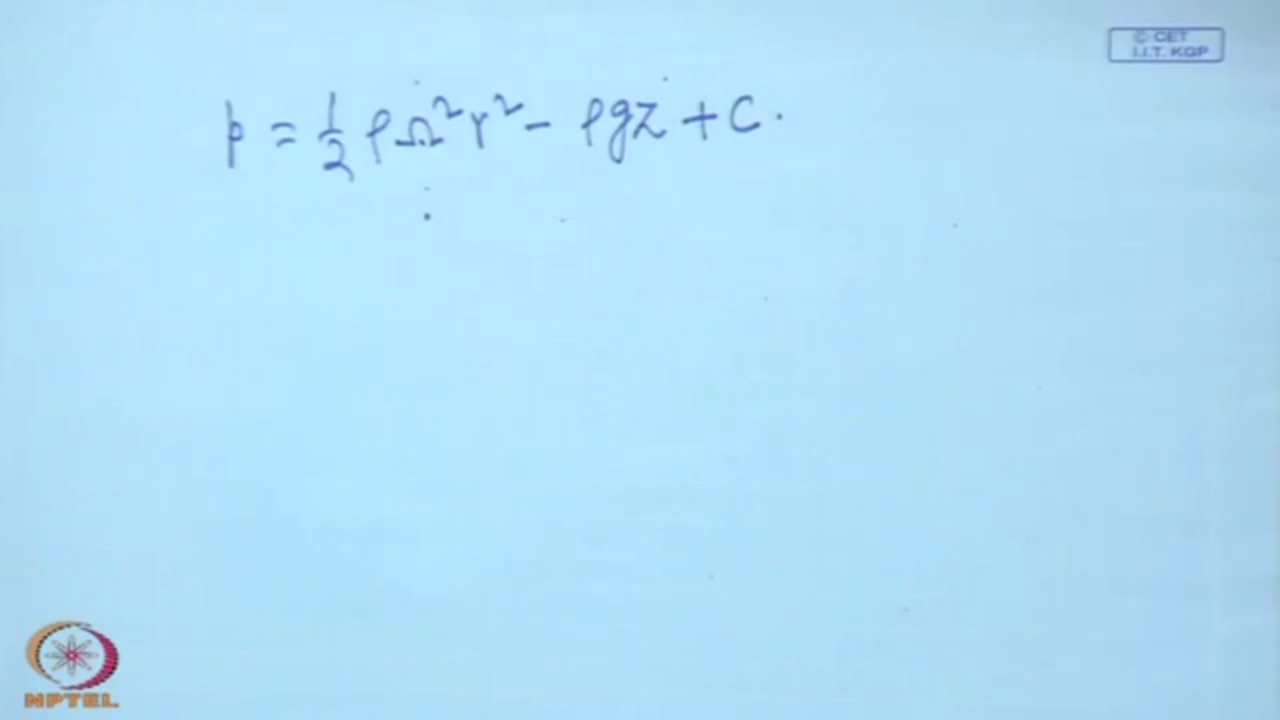 © CET
I.I.T. KGP
p = 1/2 ρΩ²r² - ρgz + C.
NPTEL